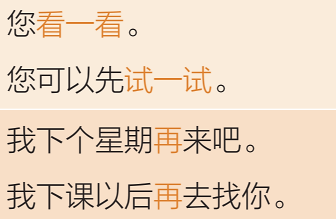 您看一看。
您可以先试一试。
我下个星期再来吧。
我下课以后再去找你。